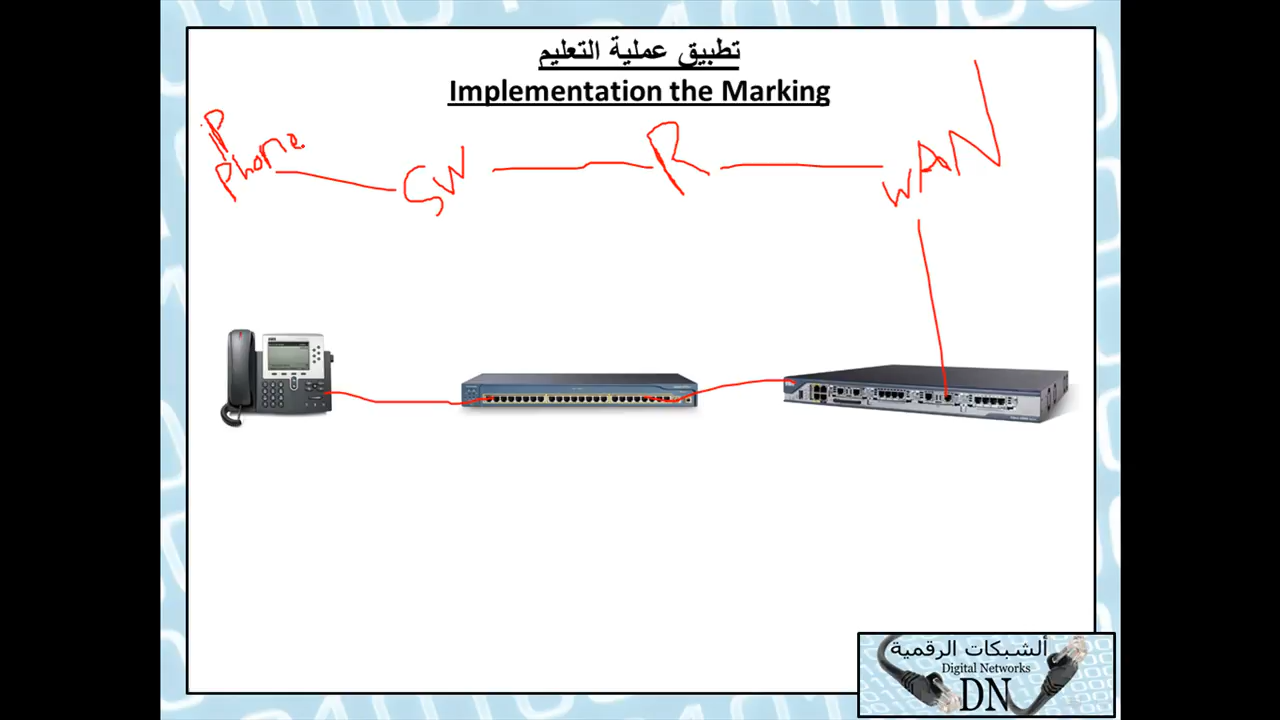 تطبيق عملية التعليم
Implementation the Marking
IP
Phone
SW
R
WAN
ألشبكات الرقمية
Digital Networks
DN